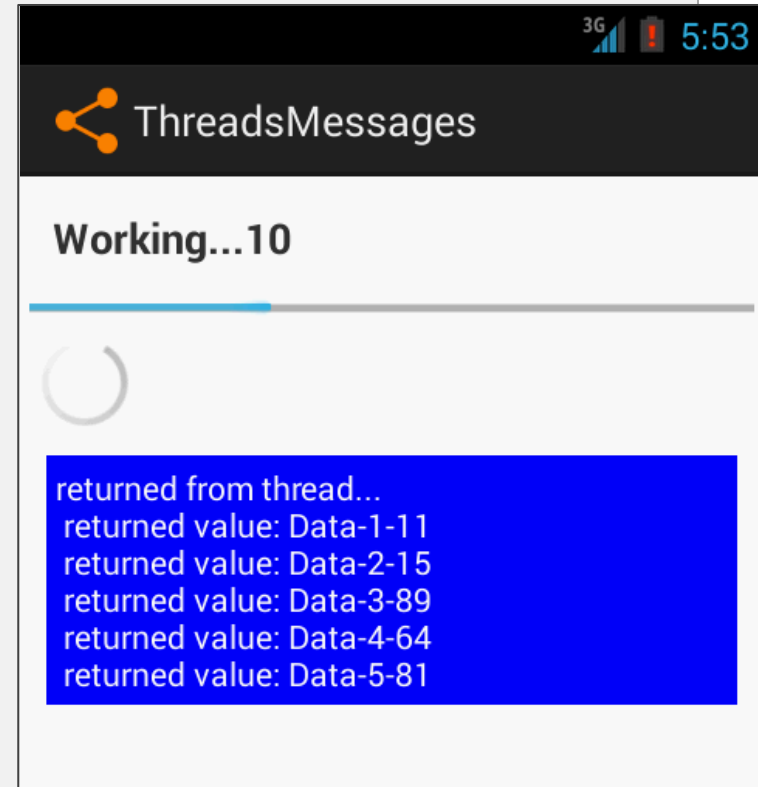 3G 5:53
ThreadsMessages
Working...10
returned from thread...
returned value: Data-1-11
returned value: Data-2-15
returned value: Data-3-89
returned value: Data-4-64
returned value: Data-5-81